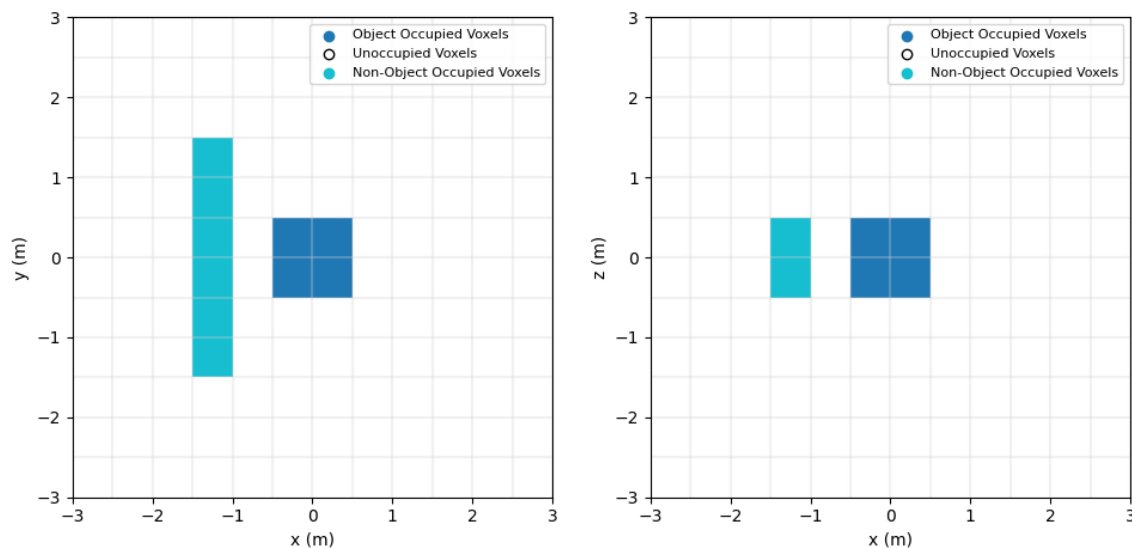 3
2
1
0
−1
−2
−3
y (m)
−3
−2
−1
0
1
2
3
x (m)
Object Occupied Voxels
Unoccupied Voxels
Non-Object Occupied Voxels
3
2
1
0
−1
−2
−3
z (m)
−3
−2
−1
0
1
2
3
x (m)
Object Occupied Voxels
Unoccupied Voxels
Non-Object Occupied Voxels